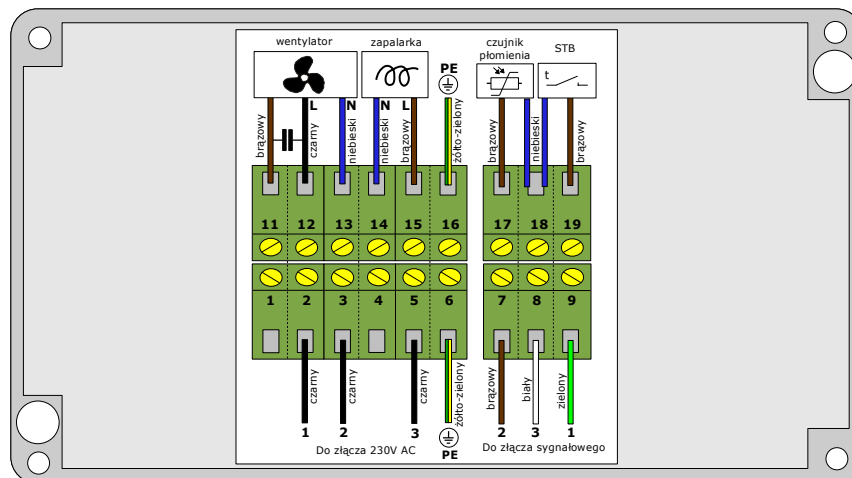 wentylator zapalarka czujnik płomienia STB
PE
t
L N N L
brązowy czarny niebieski niebieski brązowy żółto-zielony brązowy niebieski brązowy
11 12 13 14 15 16 17 18 19
1 2 3 4 5 6 7 8 9
czarny czarny czarny żółto-zielony brązowy biały zielony
1 2 3 2 3 1
Do złącza 230V AC PE Do złącza sygnałowego